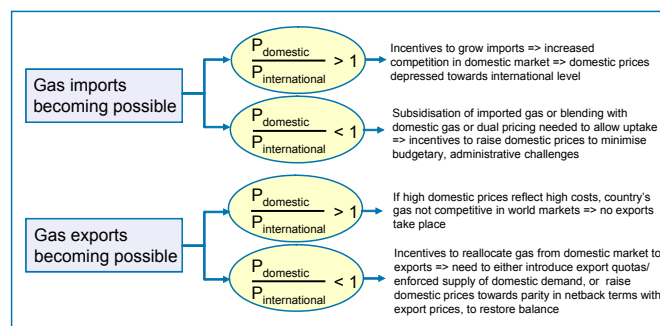 P domestic
P international
> 1
Incentives to grow imports => increased
competition in domestic market => domestic prices
depressed towards international level
Gas imports
becoming possible
P domestic
P international
< 1
Subsidisation of imported gas or blending with
domestic gas or dual pricing needed to allow uptake
=> incentives to raise domestic prices to minimise
budgetary, administrative challenges
P domestic
P international
> 1
If high domestic prices reflect high costs, country's
gas not competitive in world markets => no exports
take place
Gas exports
becoming possible
P domestic
P international
< 1
Incentives to reallocate gas from domestic market to
exports => need to either introduce export quotas/
enforced supply of domestic demand, or raise
domestic prices towards parity in netback terms with
export prices, to restore balance